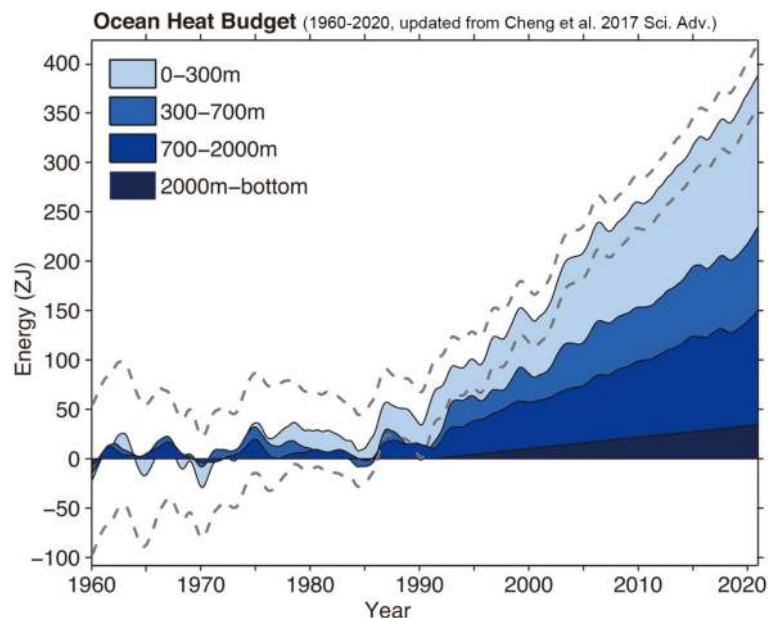 Ocean Heat Budget (1960-2020, updated from Cheng et al. 2017 Sci. Adv.)
400
350
300
250
200
150
100
50
0
−50
−100
Energy (ZJ)
0−300m
300−700m
700−2000m
2000m−bottom
1960 1970 1980 1990 2000 2010 2020
Year